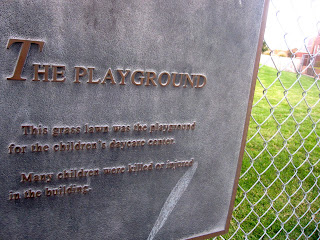 THE PLAYGROUND
This grass lawn was the playground
for the children's daycare center.
Many children were killed or injured
in the building.